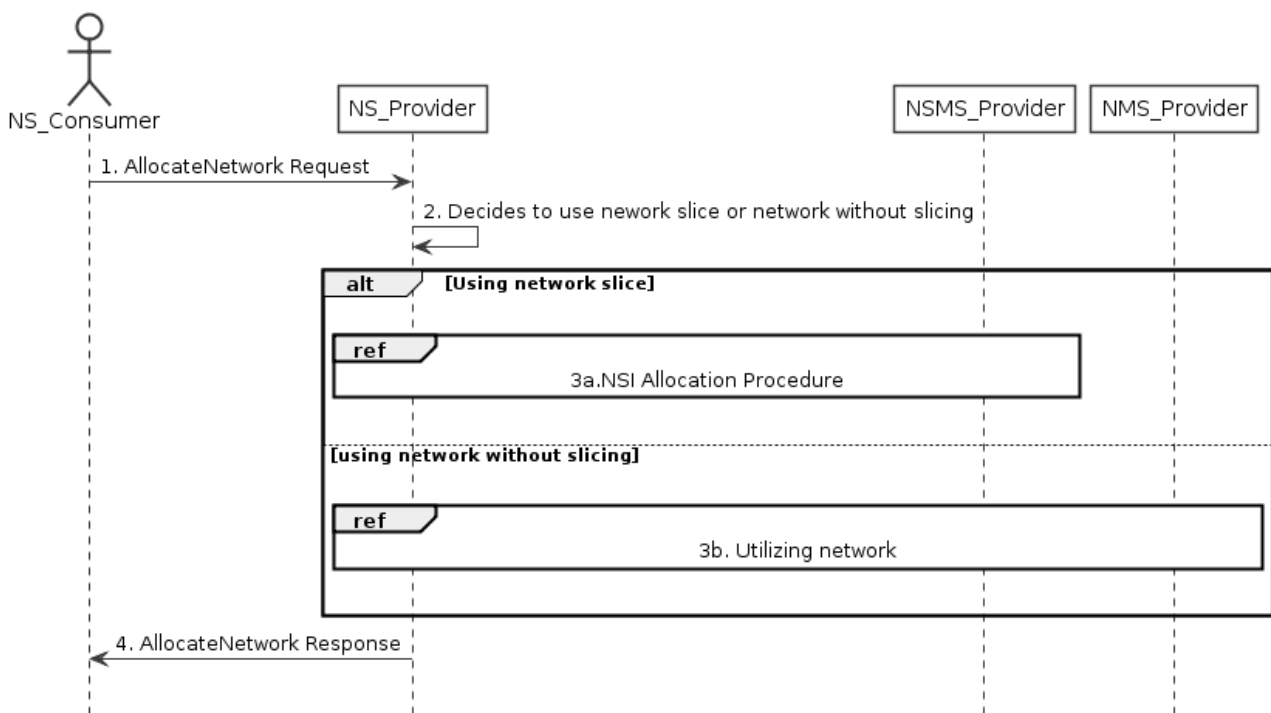 NS_Consumer
NS_Provider
NSMS_Provider
NMS_Provider
1. AllocateNetwork Request
2. Decides to use nework slice or network without slicing
alt
[Using network slice]
ref
3a.NSI Allocation Procedure
[using network without slicing]
ref
3b. Utilizing network
4. AllocateNetwork Response